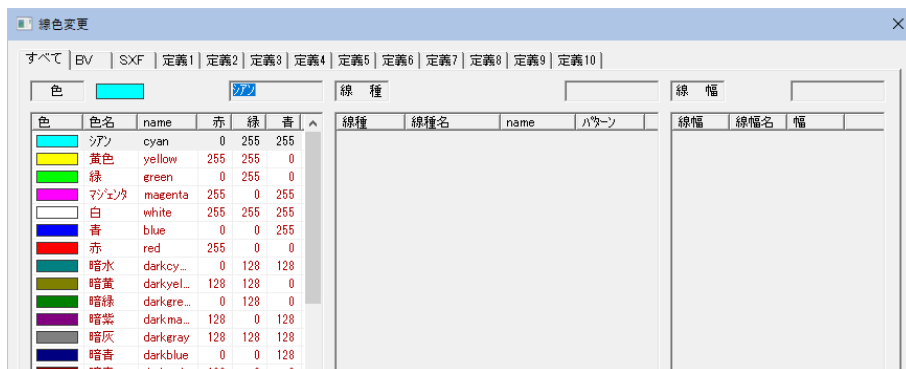 線色変更
すべて BV SXF 定義1 定義2 定義3 定義4 定義5 定義6 定義7 定義8 定義9 定義10
色 シアン 線 種 線 幅
色 色名 name 赤 緑 青 線種 線種名 name パターン 線幅 線幅名 幅
シアン cyan 0 255 255
黄色 yellow 255 255 0
緑 green 0 255 0
マジェンタ magenta 255 0 255
白 white 255 255 255
青 blue 0 0 255
赤 red 255 0 0
暗水 darkcy... 0 128 128
暗黄 darkyel... 128 128 0
暗緑 darkgre... 0 128 0
暗紫 darkma... 128 0 128
暗灰 darkgray 128 128 128
暗青 darkblue 0 0 128